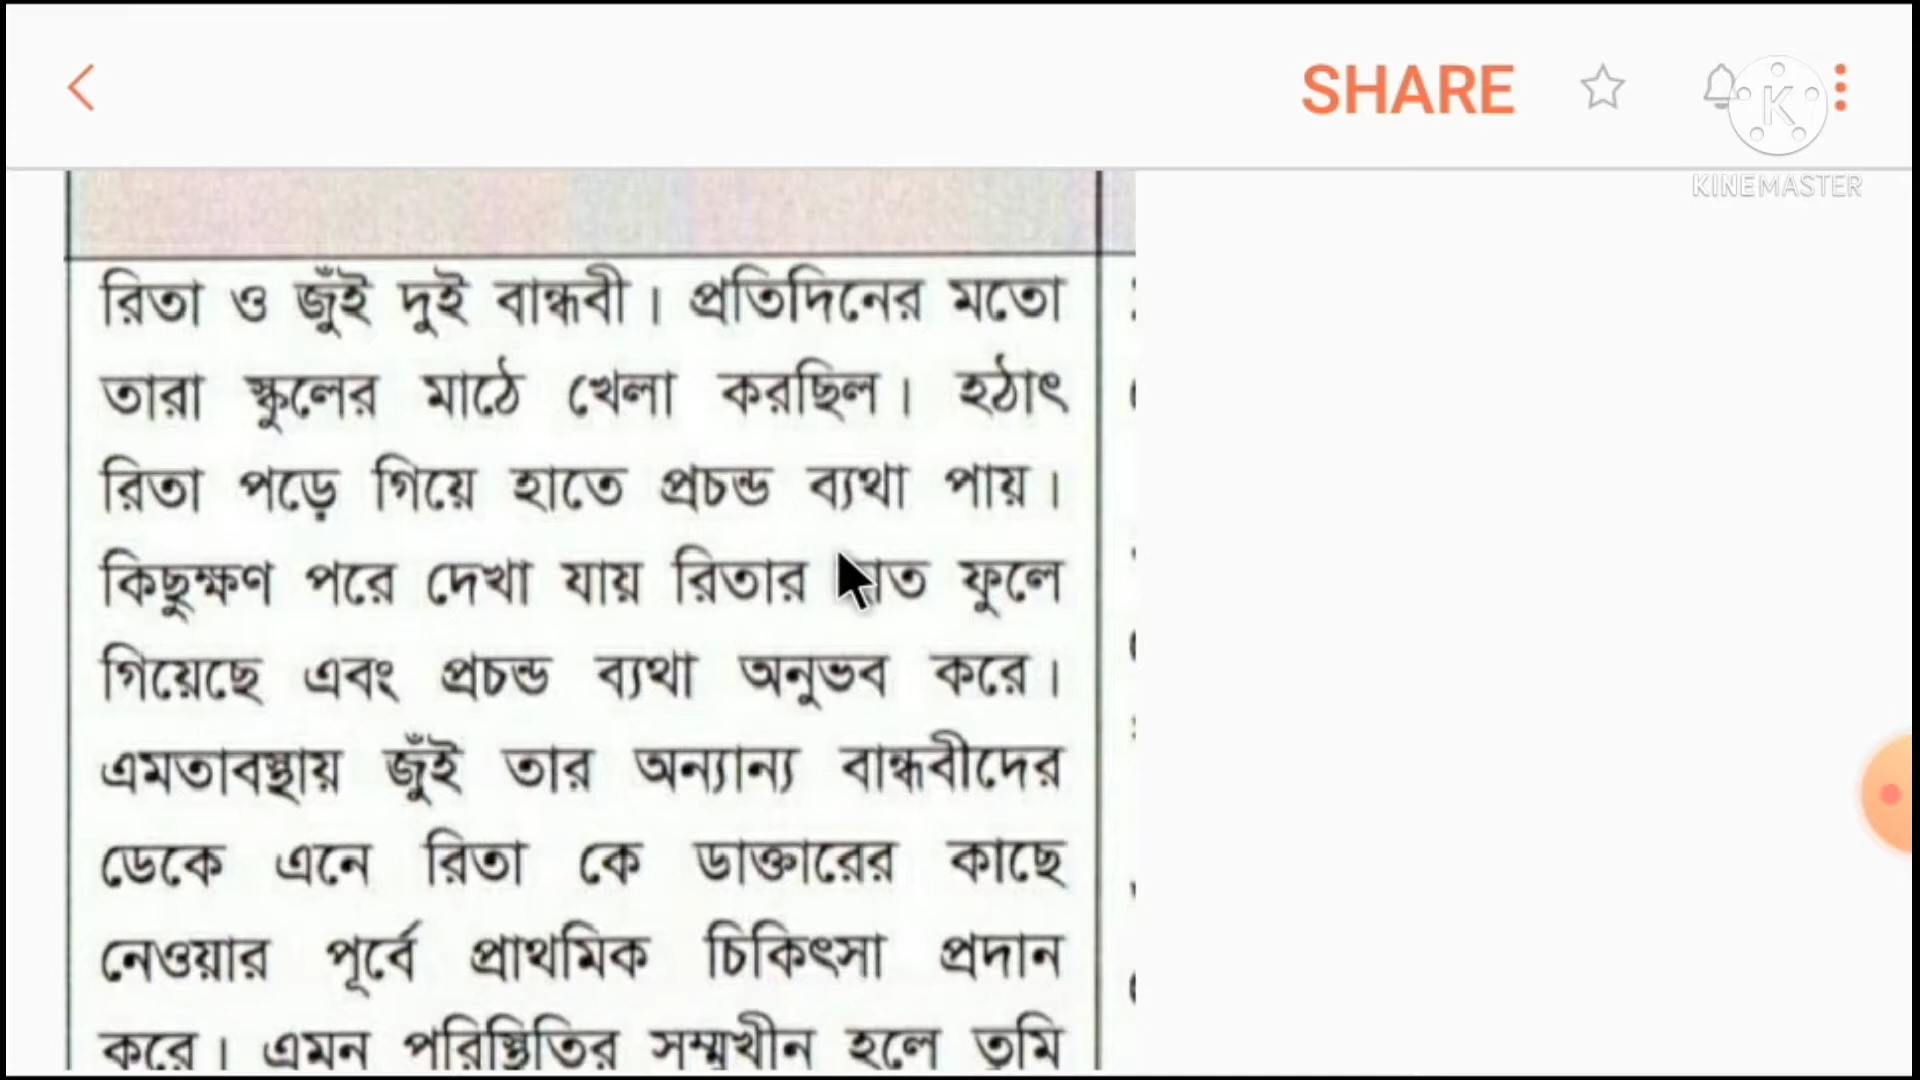 SHARE
K
KINEMASTER
রিতা ও জুঁই দুই বান্ধবী। প্রতিদিনের মতো
তারা স্কুলের মাঠে খেলা করছিল। হঠাৎ
রিতা পড়ে গিয়ে হাতে প্রচন্ড ব্যথা পায়।
কিছুক্ষণ পরে দেখা যায় রিতার ফুলে
গিয়েছে এবং প্রচন্ড ব্যথা অনুভব করে।
এমতাবস্থায় জুঁই তার অন্যান্য বান্ধবীদের
ডেকে এনে রিতা কে ডাক্তারের কাছে
নেওয়ার পূর্বে প্রাথমিক চিকিৎসা প্রদান
করে। এমন পরিস্থিতির সম্মুখীন হলে তুমি